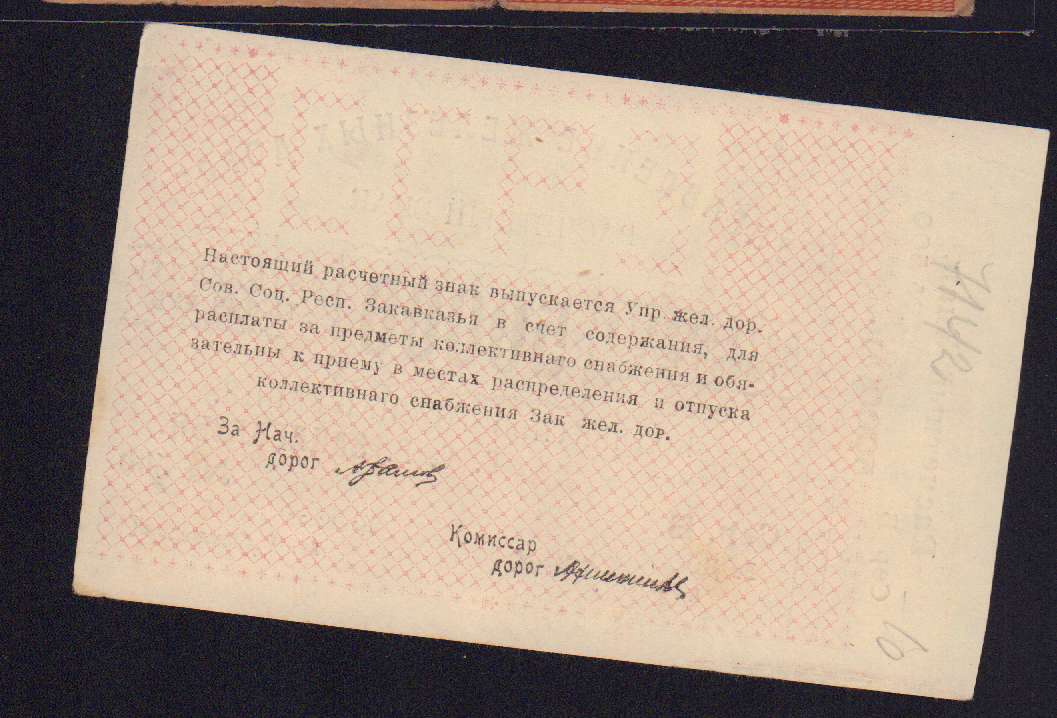 Настоящий расчетный знак выпускается Упр жел. дор.
Сов. Соц. Респ. Закавказья в счет содержания, для
расплаты за предметы коллективнаго снабжения и обя-
зательны к приему в местах распределения и отпуска
коллективнаго снабжения Зак жел. дор.
За Нач.
дорог
Комиссар
дорог